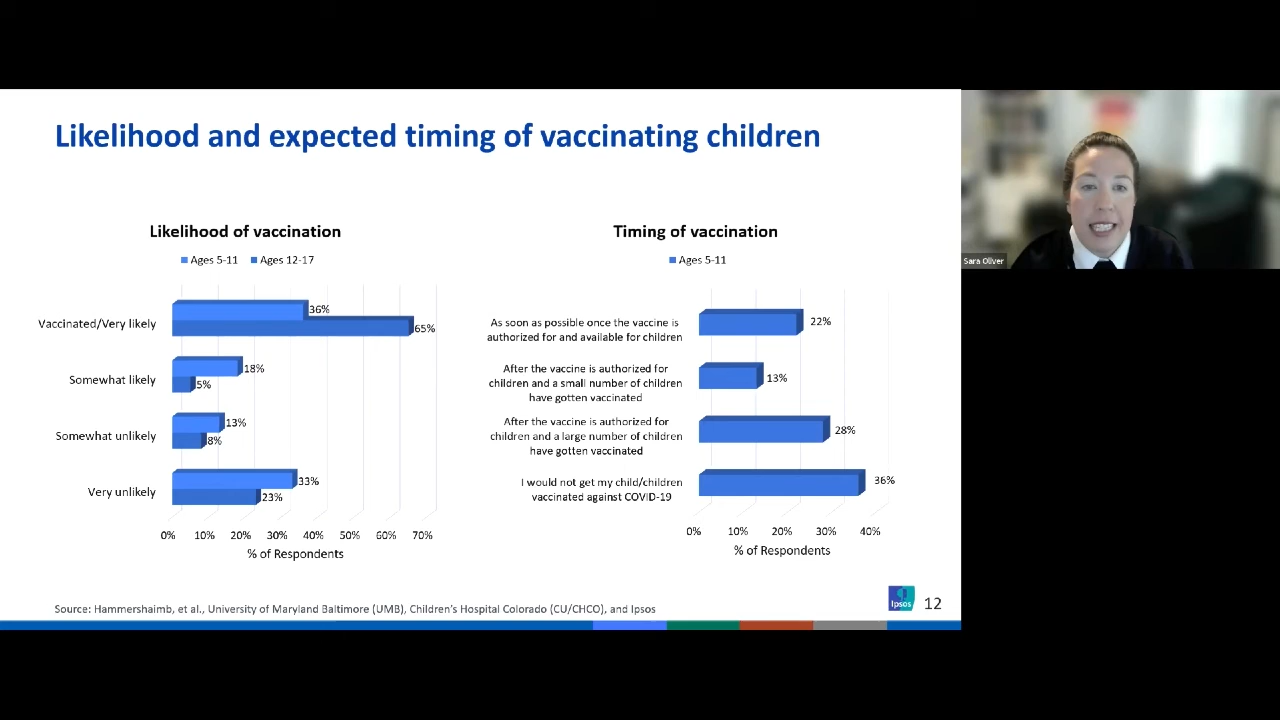 Likelihood and expected timing of vaccinating children
Likelihood of vaccination
Ages 5-11 Ages 12-17
Vaccinated/Very likely
36%
65%
Somewhat likely
18%
5%
Somewhat unlikely
13%
8%
Very unlikely
33%
23%
0% 10% 20% 30% 40% 50% 60% 70%
% of Respondents
Timing of vaccination
Ages 5-11
As soon as possible once the vaccine is
authorized for and available for children
22%
After the vaccine is authorized for
children and a small number of children
have gotten vaccinated
13%
After the vaccine is authorized for
children and a large number of children
have gotten vaccinated
28%
I would not get my child/children
vaccinated against COVID-19
36%
0% 10% 20% 30% 40%
% of Respondents
Source: Hammershaimb, et al., University of Maryland Baltimore (UMB), Children's Hospital Colorado (CU/CHCO), and Ipsos
Ipsos
12
Sara Oliver